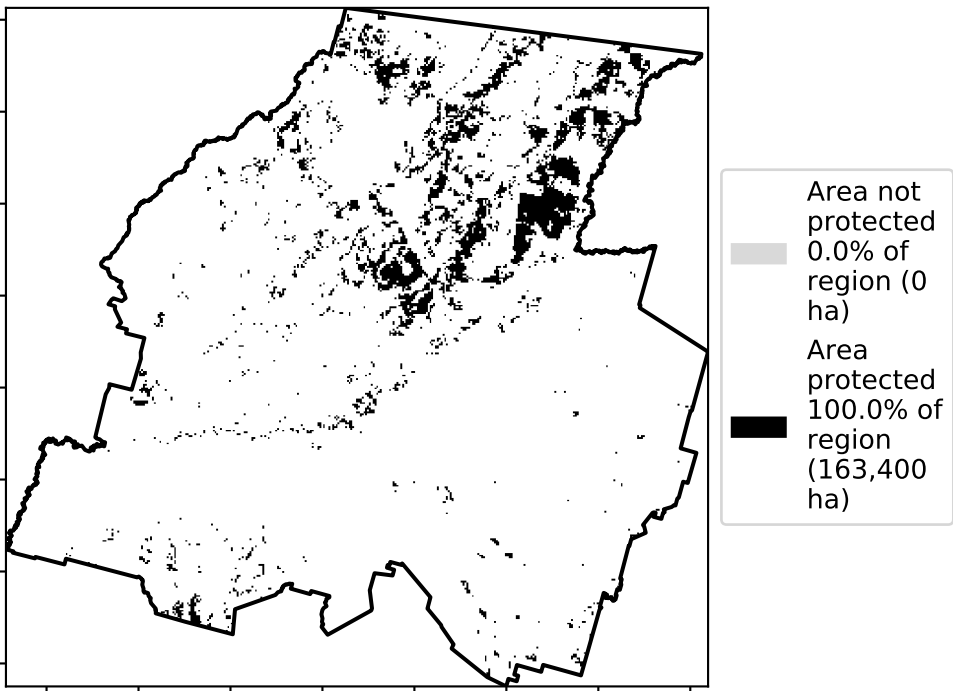 Area not
protected
0.0% of
region (0
ha)
Area
protected
100.0% of
region
(163,400
ha)